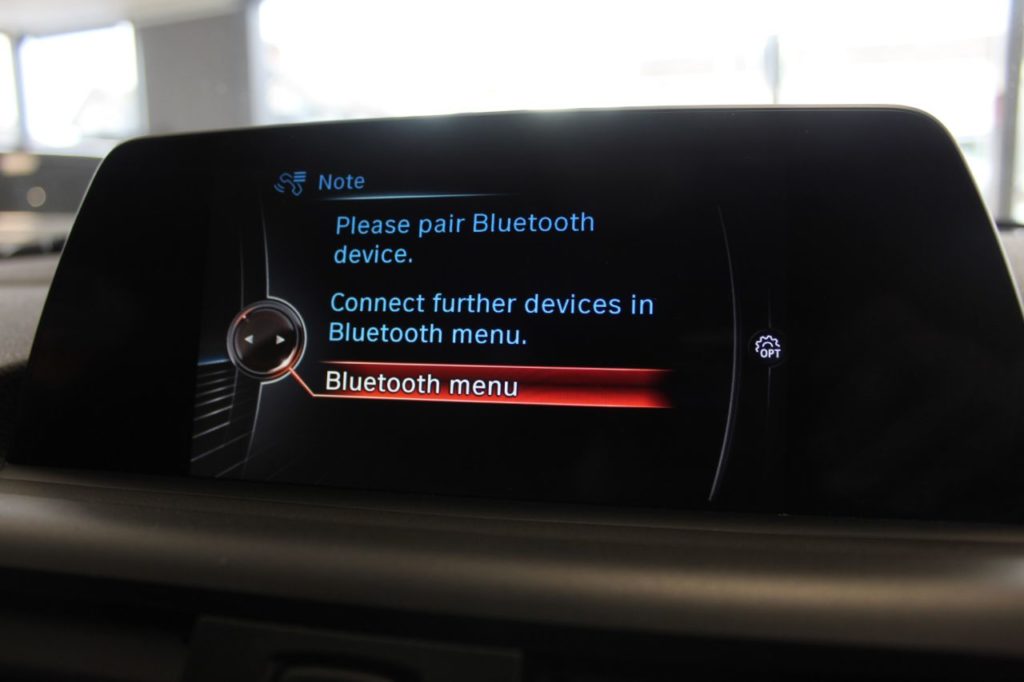 Note
Please pair Bluetooth
device.
Connect further devices in
Bluetooth menu.
OPT
Bluetooth menu